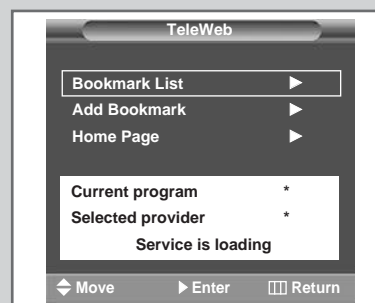 TeleWeb
Bookmark List ►
Add Bookmark ►
Home Page ►
Current program *
Selected provider *
Service is loading
Move Enter Return